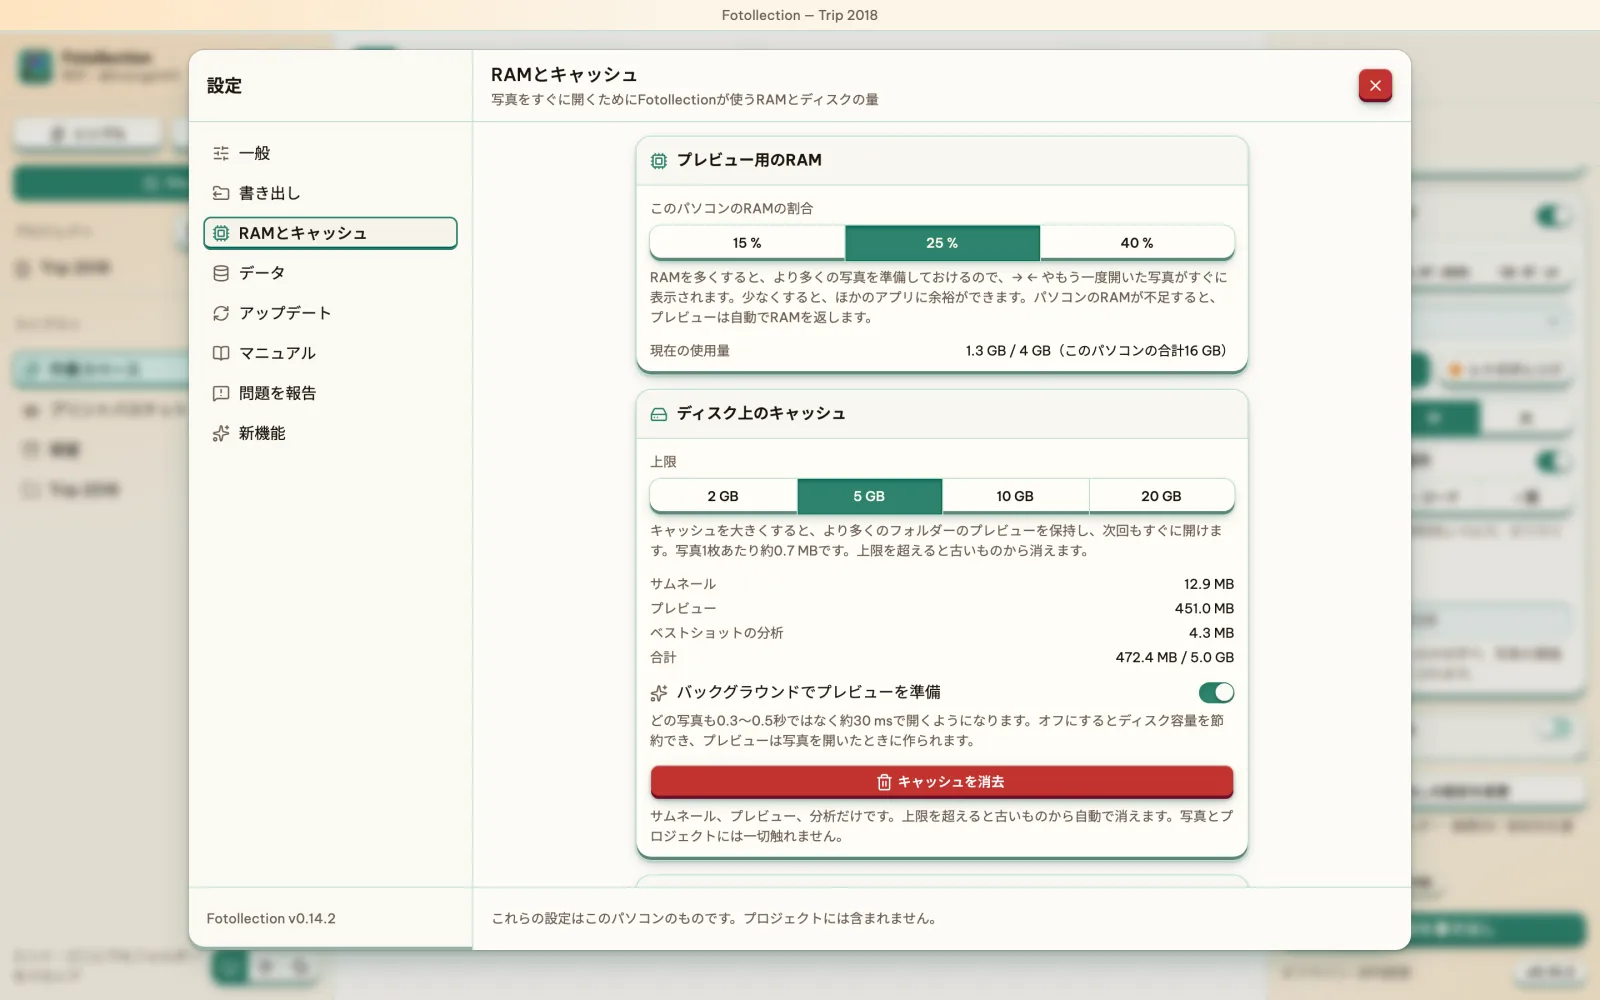 Fotollection — Trip 2018
設定
RAMとキャッシュ
写真をすぐに開くためにFotollectionが使うRAMとディスクの量
一般
書き出し
RAMとキャッシュ
データ
アップデート
マニュアル
問題を報告
新機能
プレビュー用のRAM
このパソコンのRAMの割合
15 %
25 %
40 %
RAMを多くすると、より多くの写真を準備しておけるので、→ ← やもう一度開いた写真がすぐに
表示されます。少なくすると、ほかのアプリに余裕ができます。パソコンのRAMが不足すると、
プレビューは自動でRAMを返します。
現在の使用量
1.3 GB / 4 GB（このパソコンの合計16 GB）
ディスク上のキャッシュ
上限
2 GB
5 GB
10 GB
20 GB
キャッシュを大きくすると、より多くのフォルダーのプレビューを保持し、次回もすぐに開けま
す。写真1枚あたり約0.7 MBです。上限を超えると古いものから消えます。
サムネール
12.9 MB
プレビュー
451.0 MB
ベストショットの分析
4.3 MB
合計
472.4 MB / 5.0 GB
バックグラウンドでプレビューを準備
どの写真も0.3〜0.5秒ではなく約30 msで開くようになります。オフにするとディスク容量を節
約でき、プレビューは写真を開いたときに作られます。
キャッシュを消去
サムネール、プレビュー、分析だけです。上限を超えると古いものから自動で消えます。写真とプ
ロジェクトには一切触れません。
Fotollection v0.14.2
これらの設定はこのパソコンのものです。プロジェクトには含まれません。